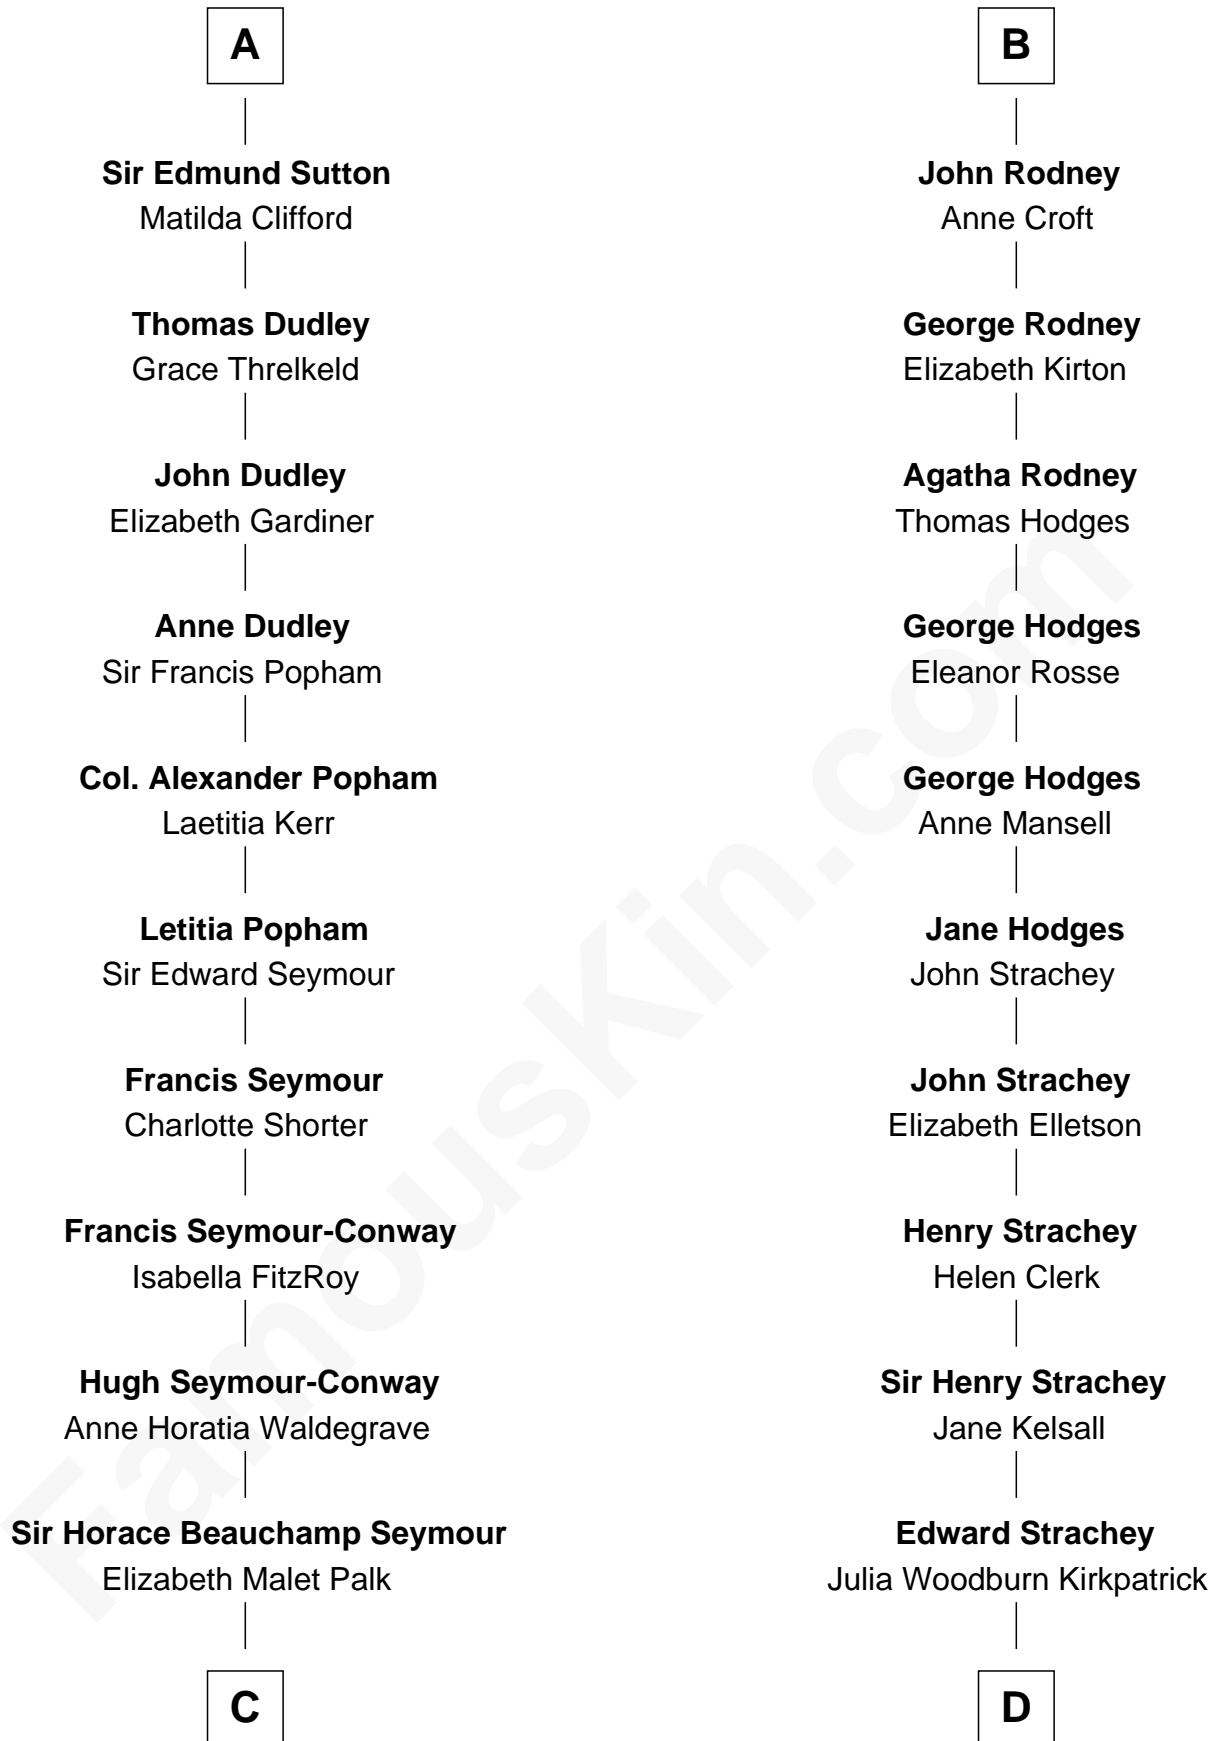 A
Sir Edmund Sutton
Matilda Clifford
Thomas Dudley
Grace Threlkeld
John Dudley
Elizabeth Gardiner
Anne Dudley
Sir Francis Popham
Col. Alexander Popham
Laetitia Kerr
Letitia Popham
Sir Edward Seymour
Francis Seymour
Charlotte Shorter
Francis Seymour-Conway
Isabella FitzRoy
Hugh Seymour-Conway
Anne Horatia Waldegrave
Sir Horace Beauchamp Seymour
Elizabeth Malet Palk
C
B
John Rodney
Anne Croft
George Rodney
Elizabeth Kirton
Agatha Rodney
Thomas Hodges
George Hodges
Eleanor Rosse
George Hodges
Anne Mansell
Jane Hodges
John Strachey
John Strachey
Elizabeth Elletson
Henry Strachey
Helen Clerk
Sir Henry Strachey
Jane Kelsall
Edward Strachey
Julia Woodburn Kirkpatrick
D
FamousKin.com